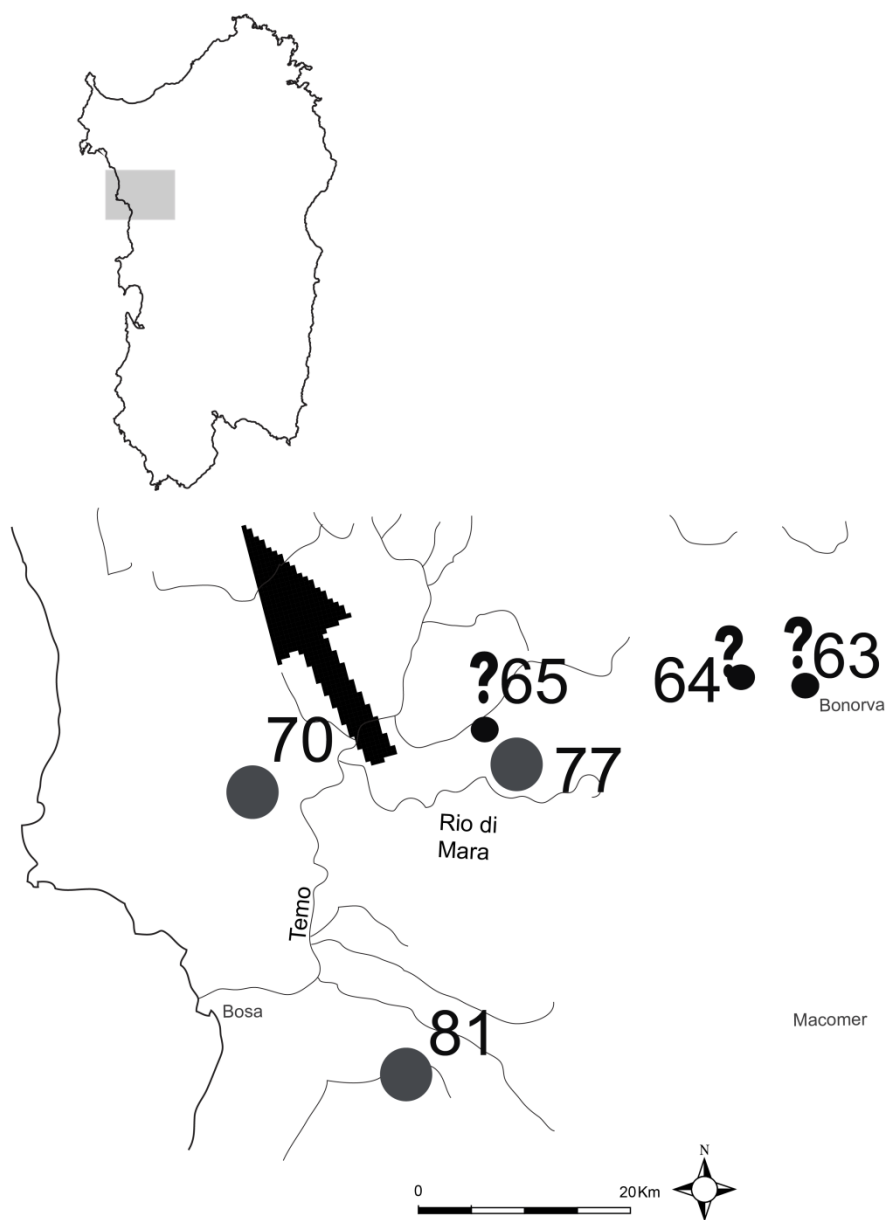 ? ?
?65 64 63
Bonorva
70
77
Rio di
Mara
Temo
Bosa
81
Macomer
N
0 20Km